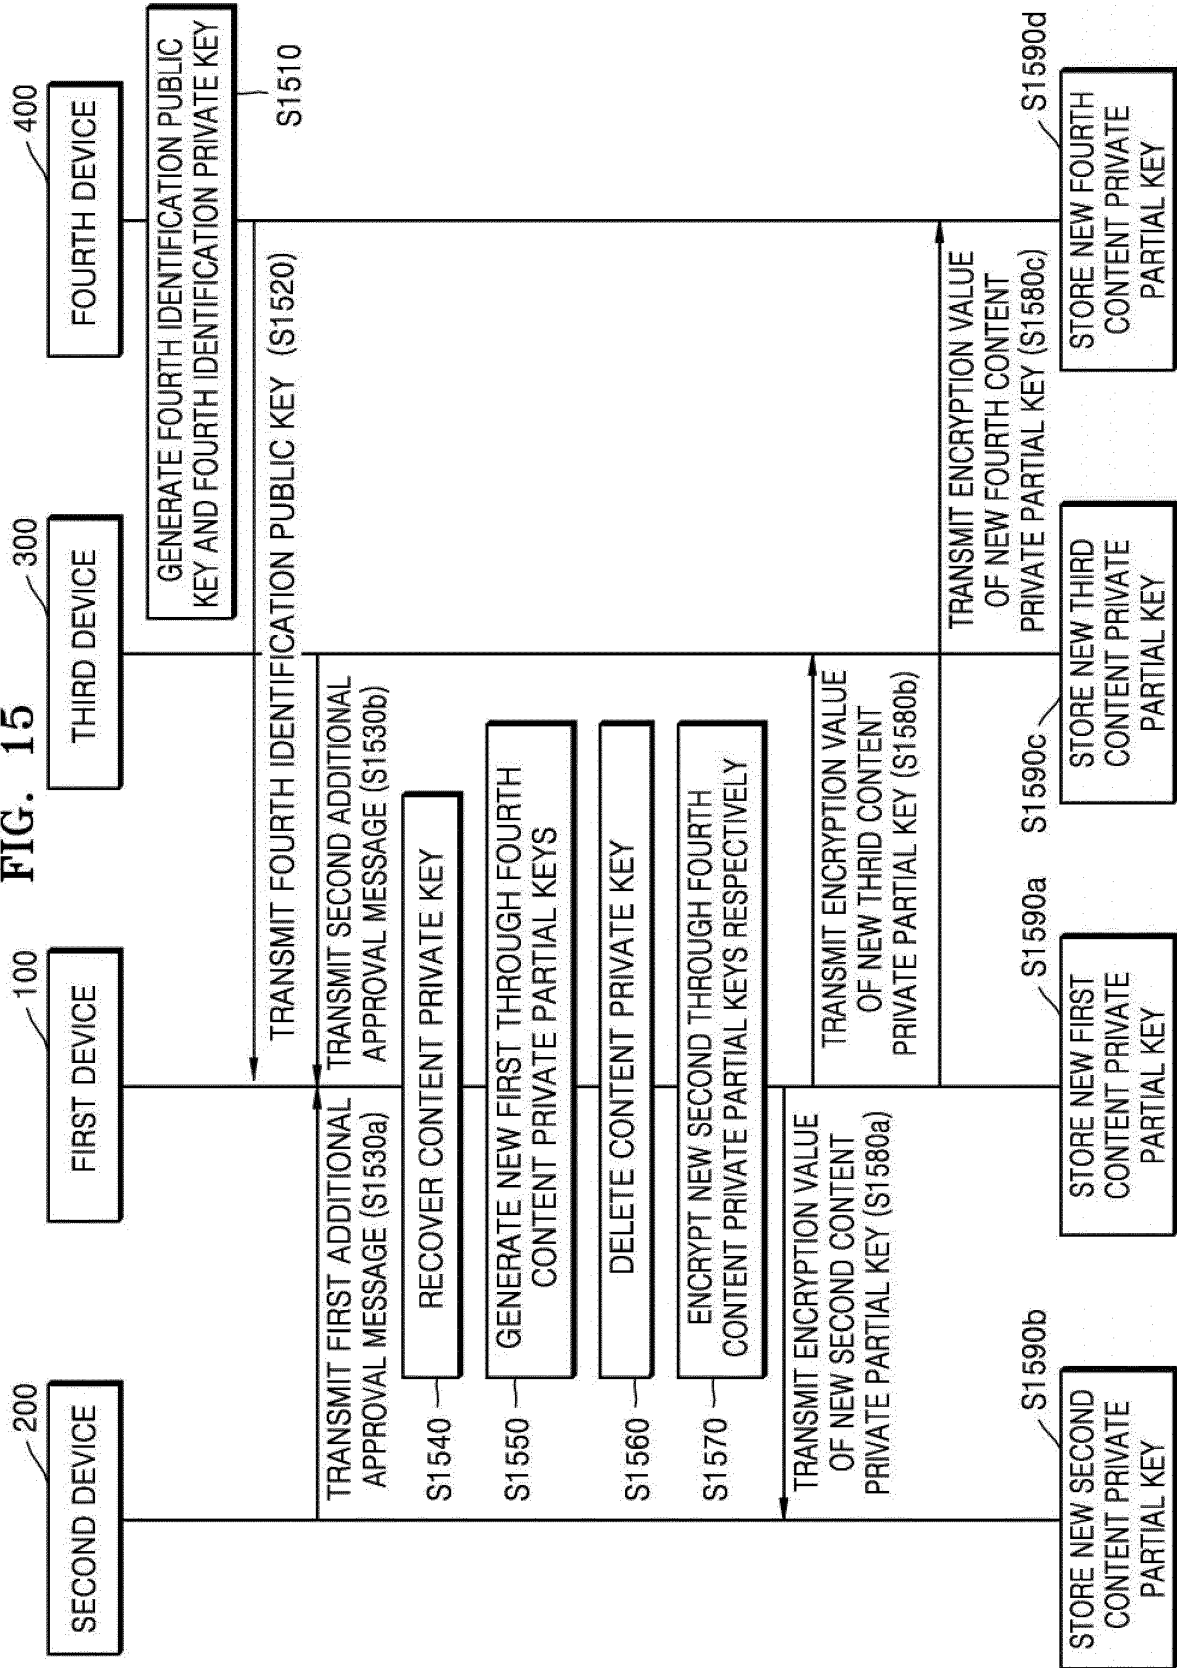 FIG. 15
200
100
300
400
SECOND DEVICE
FIRST DEVICE
THIRD DEVICE
FOURTH DEVICE
GENERATE FOURTH IDENTIFICATION PUBLIC
KEY AND FOURTH IDENTIFICATION PRIVATE KEY
S1510
TRANSMIT FOURTH IDENTIFICATION PUBLIC KEY (S1520)
TRANSMIT FIRST ADDITIONAL
APPROVAL MESSAGE (S1530a)
TRANSMIT SECOND ADDITIONAL
APPROVAL MESSAGE (S1530b)
S1540
RECOVER CONTENT PRIVATE KEY
S1550
GENERATE NEW FIRST THROUGH FOURTH
CONTENT PRIVATE PARTIAL KEYS
S1560
DELETE CONTENT PRIVATE KEY
S1570
ENCRYPT NEW SECOND THROUGH FOURTH
CONTENT PRIVATE PARTIAL KEYS RESPECTIVELY
TRANSMIT ENCRYPTION VALUE
OF NEW SECOND CONTENT
PRIVATE PARTIAL KEY (S1580a)
TRANSMIT ENCRYPTION VALUE
OF NEW THRID CONTENT
PRIVATE PARTIAL KEY (S1580b)
TRANSMIT ENCRYPTION VALUE
OF NEW FOURTH CONTENT
PRIVATE PARTIAL KEY (S1580c)
S1590b
S1590a
S1590c
S1590d
STORE NEW SECOND
CONTENT PRIVATE
PARTIAL KEY
STORE NEW FIRST
CONTENT PRIVATE
PARTIAL KEY
STORE NEW THIRD
CONTENT PRIVATE
PARTIAL KEY
STORE NEW FOURTH
CONTENT PRIVATE
PARTIAL KEY